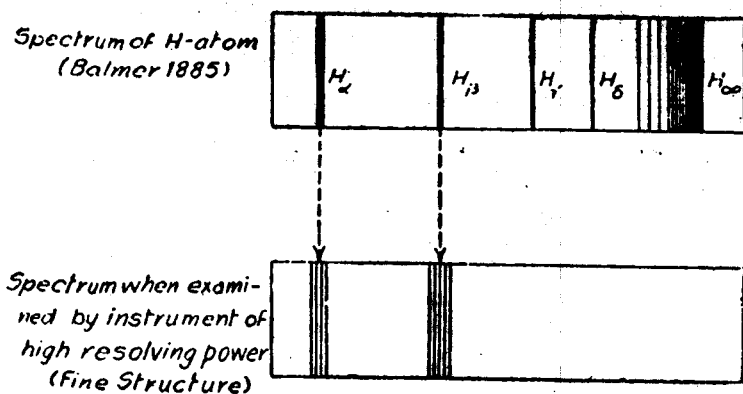 Spectrum of H-atom
(Balmer 1885)
Hα Hβ Hγ Hδ H∞
Spectrum when exami-
ned by instrument of
high resolving power
(Fine Structure)